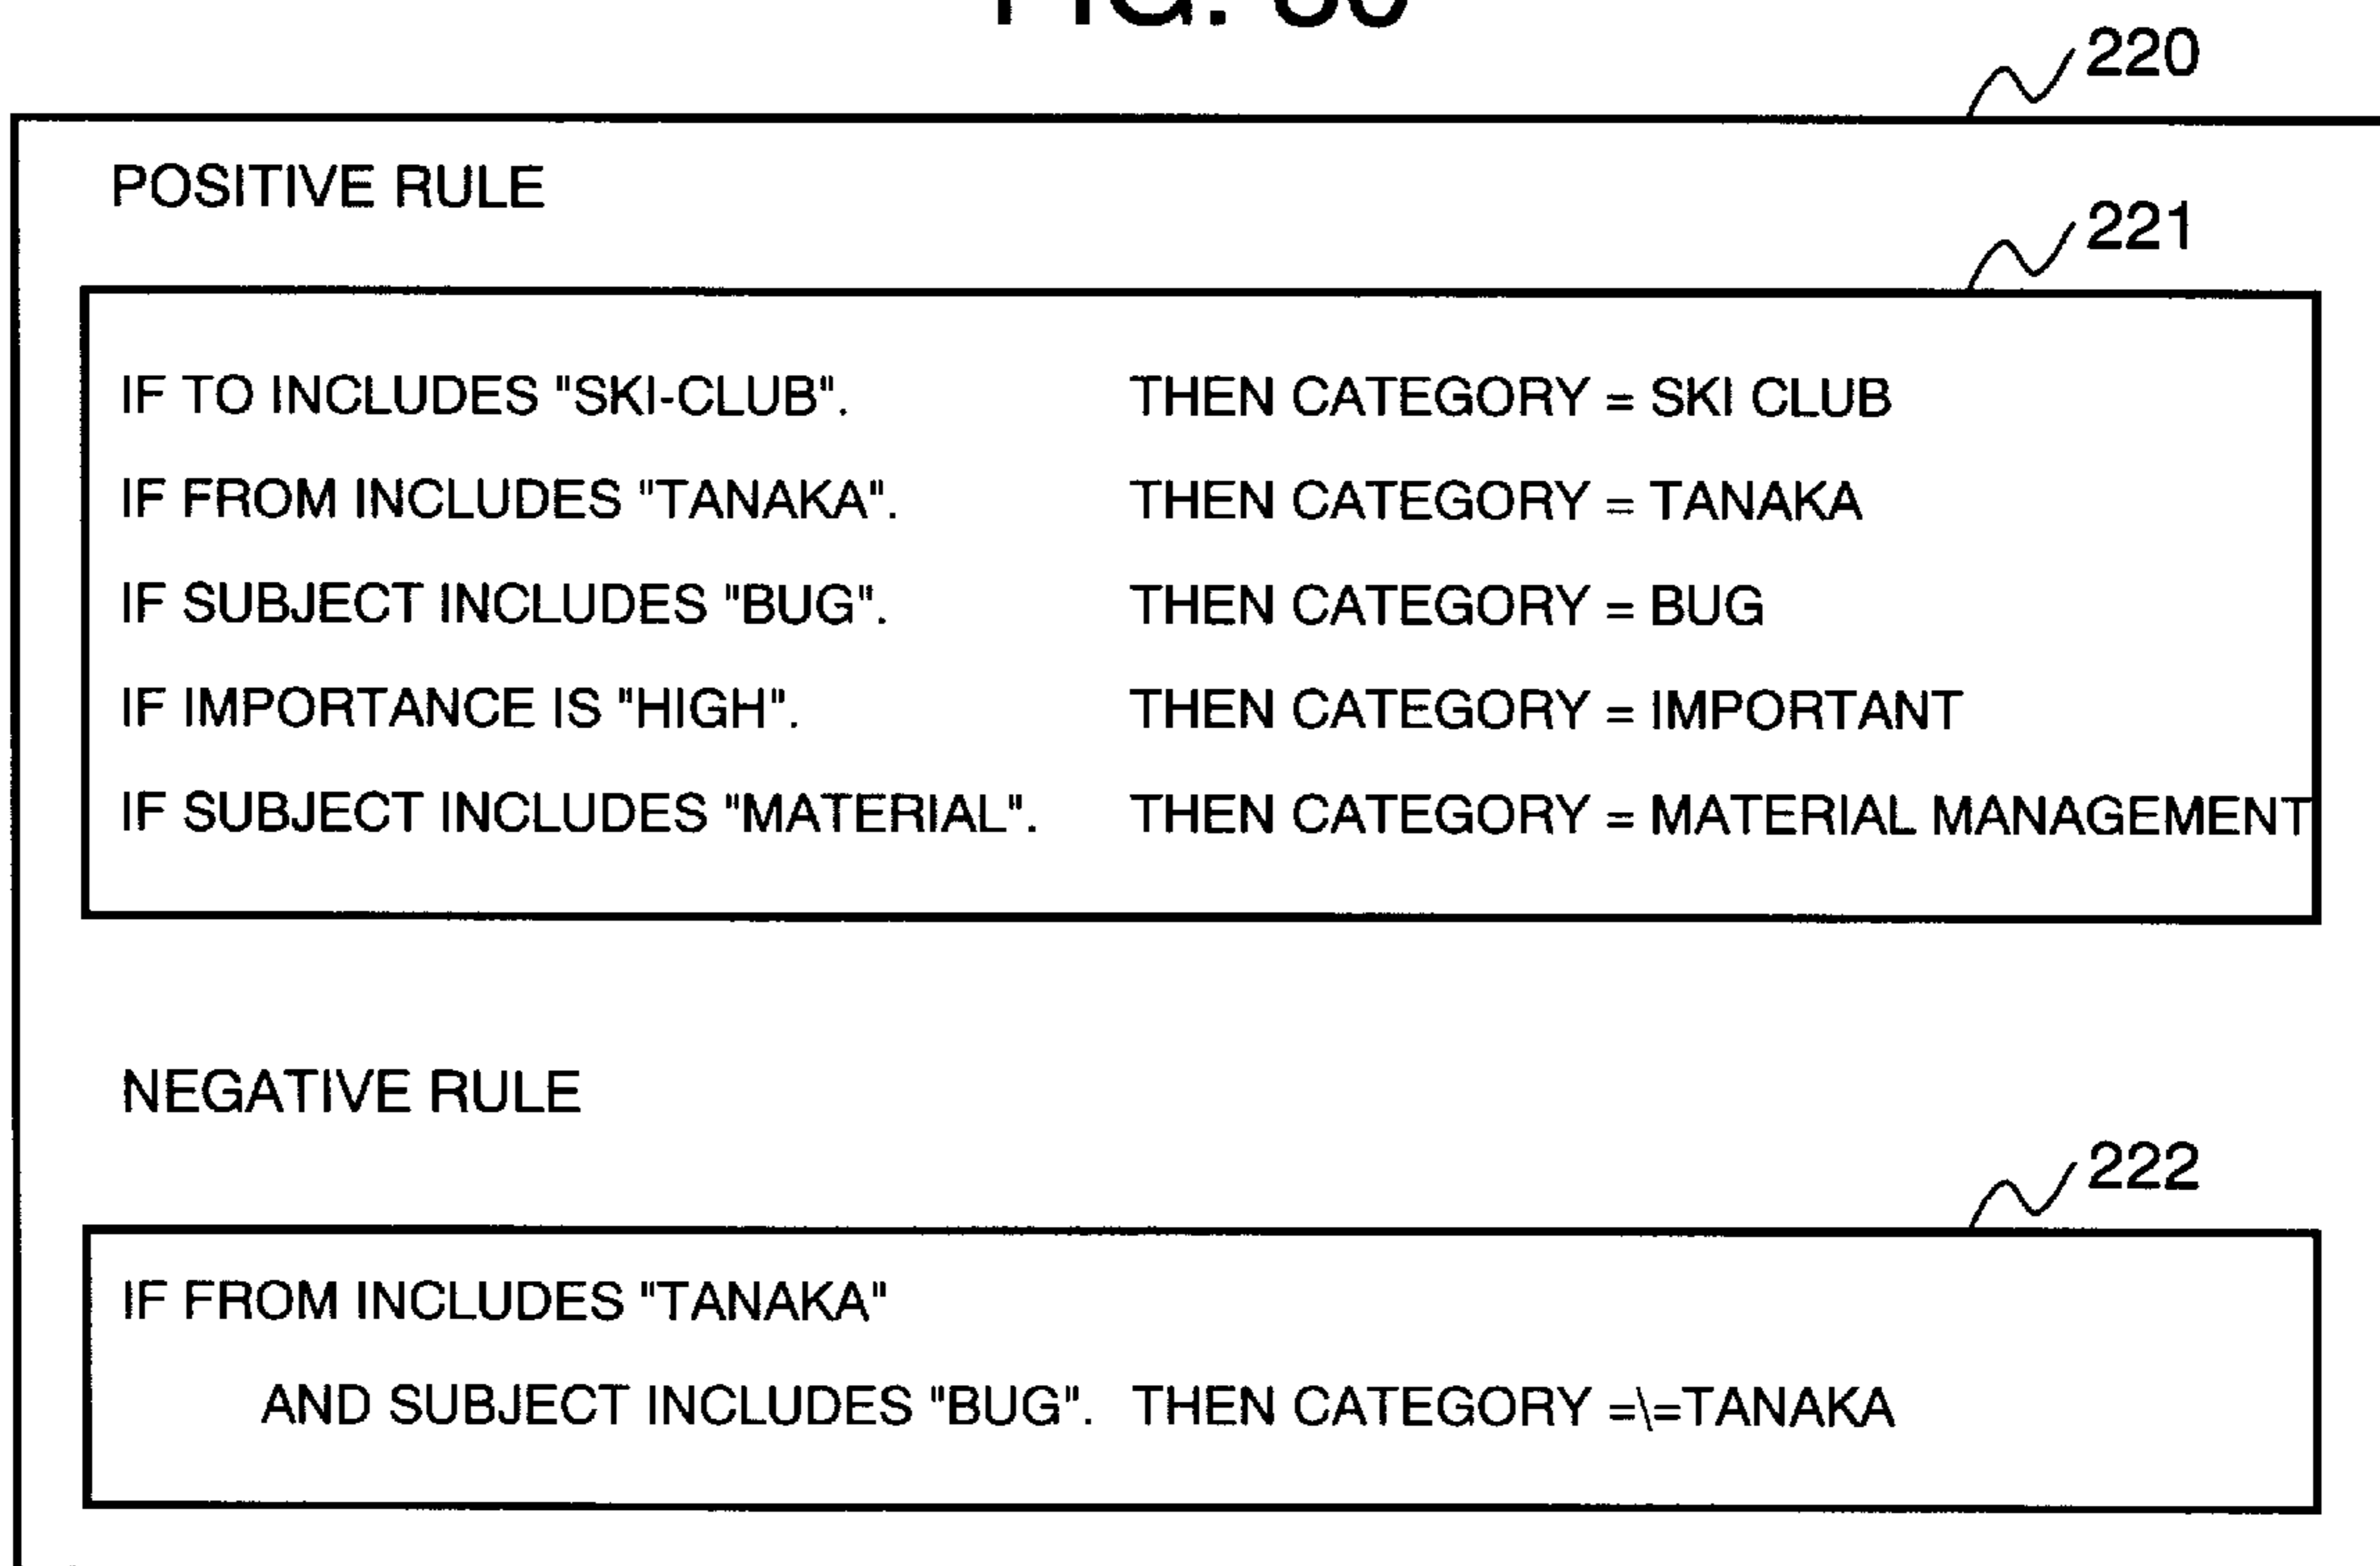 220
POSITIVE RULE
221
IF TO INCLUDES "SKI-CLUB". THEN CATEGORY = SKI CLUB
IF FROM INCLUDES "TANAKA". THEN CATEGORY = TANAKA
IF SUBJECT INCLUDES "BUG". THEN CATEGORY = BUG
IF IMPORTANCE IS "HIGH". THEN CATEGORY = IMPORTANT
IF SUBJECT INCLUDES "MATERIAL". THEN CATEGORY = MATERIAL MANAGEMENT
NEGATIVE RULE
222
IF FROM INCLUDES "TANAKA"
AND SUBJECT INCLUDES "BUG". THEN CATEGORY =\=TANAKA